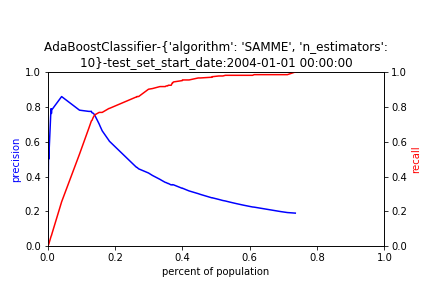 AdaBoostClassifier-{'algorithm': 'SAMME', 'n_estimators':
10}-test_set_start_date:2004-01-01 00:00:00
1.0
0.8
0.6
0.4
0.2
0.0
precision
1.0
0.8
0.6
0.4
0.2
0.0
recall
0.0 0.2 0.4 0.6 0.8 1.0
percent of population